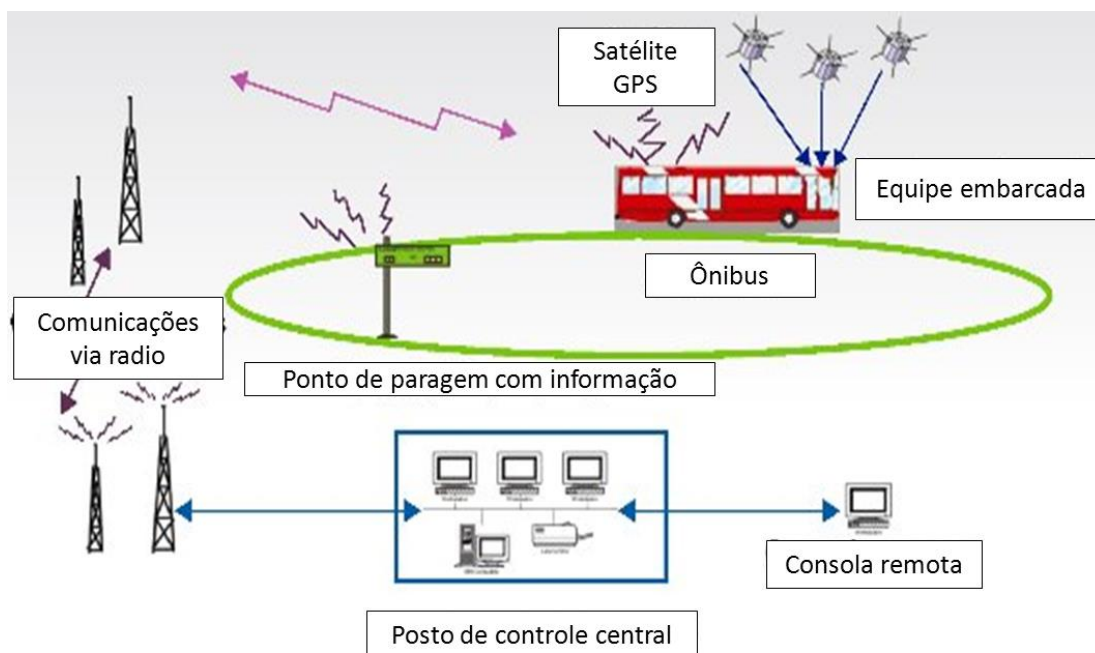 Satélite
GPS
Equipe embarcada
Ônibus
Comunicações
via radio
Ponto de paragem com informação
Consola remota
Posto de controle central